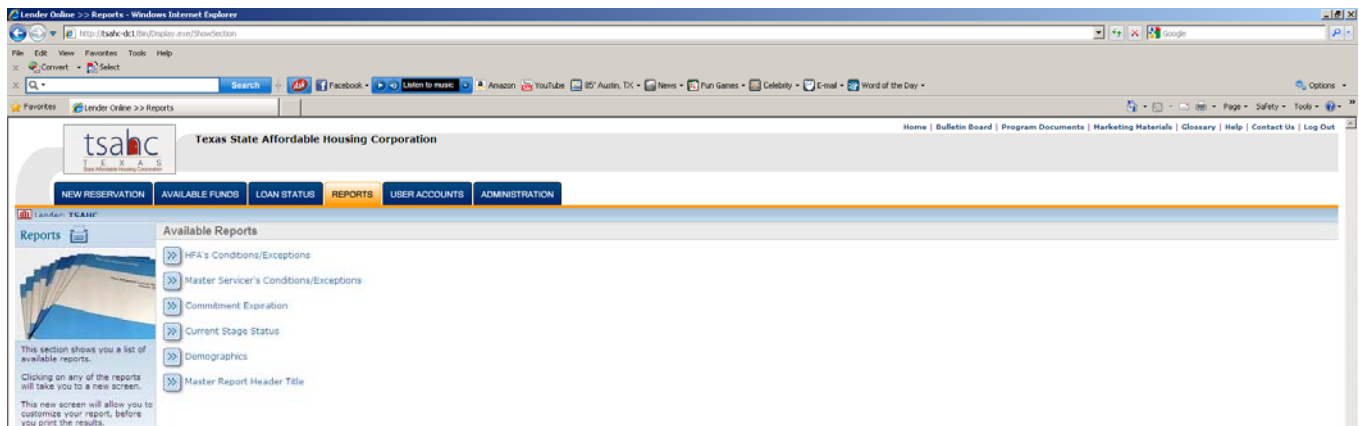 Lender Online >> Reports - Windows Internet Explorer
http://tsahc-dc1/Bin/Display.exe/ShowSection
Google
File Edit View Favorites Tools Help
Convert Select
Search Facebook Listen to music Amazon YouTube 85° Austin, TX News Fun Games Celebrity E-mail Word of the Day Options
Favorites Lender Online >> Reports Page Safety Tools
Home | Bulletin Board | Program Documents | Marketing Materials | Glossary | Help | Contact Us | Log Out
tsahc
TEXAS
State Affordable Housing Corporation
Texas State Affordable Housing Corporation
NEW RESERVATION AVAILABLE FUNDS LOAN STATUS REPORTS USER ACCOUNTS ADMINISTRATION
Lender: TSAHC
Reports
Available Reports
HFA's Conditions/Exceptions
Master Servicer's Conditions/Exceptions
Commitment Expiration
Current Stage Status
Demographics
Master Report Header Title
This section shows you a list of
available reports.
Clicking on any of the reports
will take you to a new screen.
This new screen will allow you to
customize your report, before
you print the results.